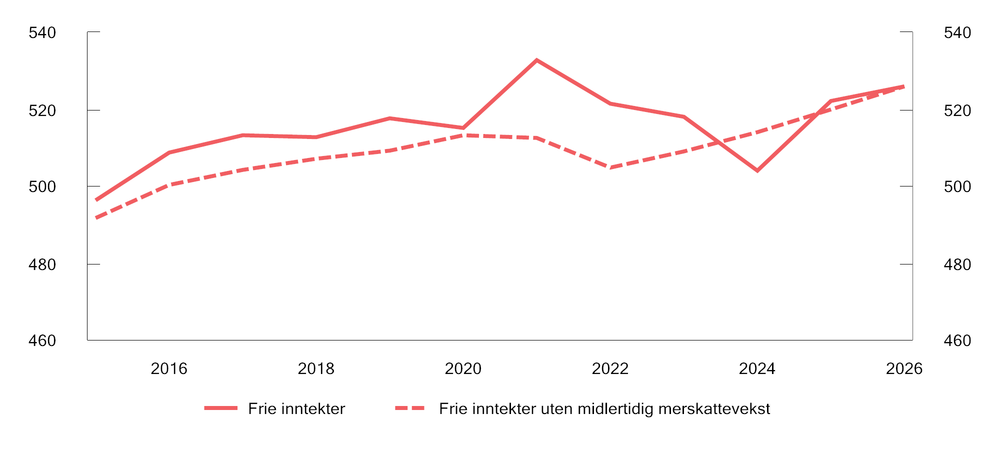 540 540
520 520
500 500
480 480
460 460
2016 2018 2020 2022 2024 2026
Frie inntekter Frie inntekter uten midlertidig merskattevekst